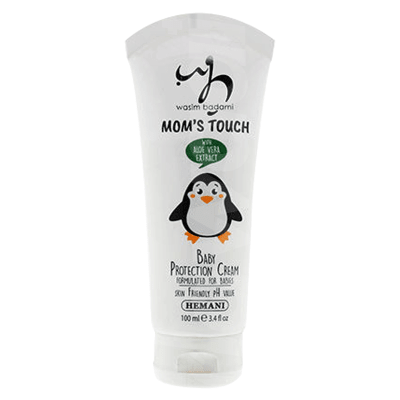 wasim badami
MOM'S TOUCH
WITH
ALOE VERA
EXTRACT
BABY
PROTECTION CREAM
FORMULATED FOR BABIES
SKIN FRIENDLY pH VALUE
HEMANI
100 ml ℮ 3.4 fl oz